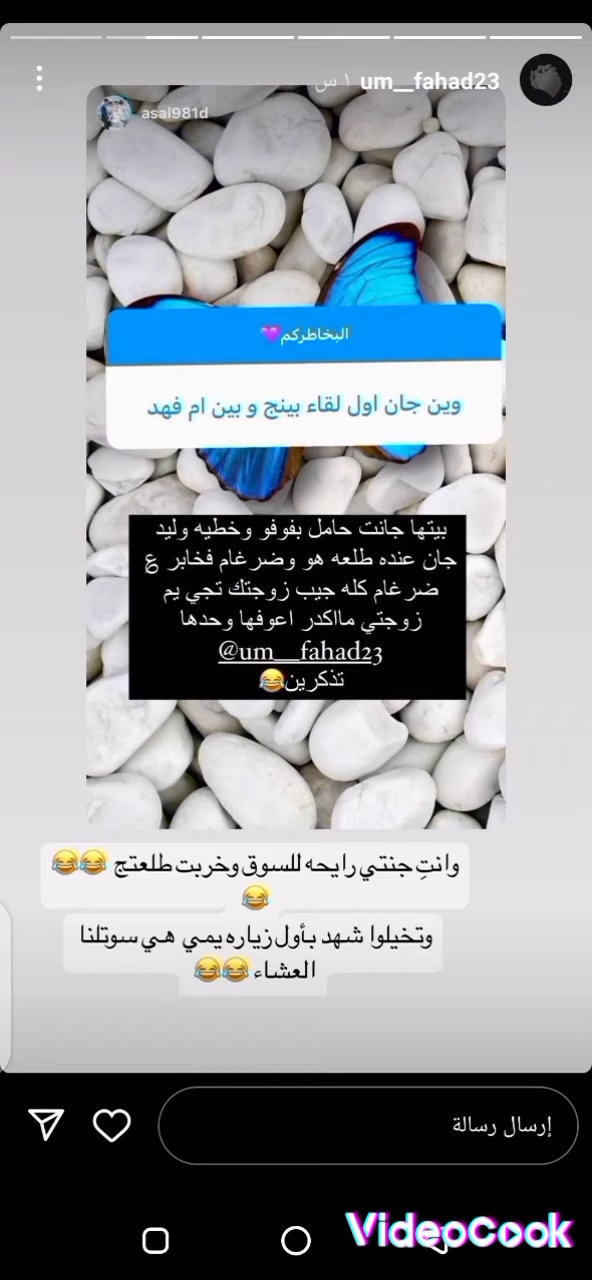 um__fahad23 ١ س
asal981d
البخاطركم💜
وين جان اول لقاء بينج و بين ام فهد
بيتها جانت حامل بفوفو وخطيه وليد
جان عنده طلعه هو وضرغام فخابر ع
ضرغام كله جيب زوجتك تجي يم
زوجتي مااكدر اعوفها وحدها
@um__fahad23
تذكرين😂
وانتِ جنتي رايحه للسوق وخربت طلعتج 😂😂
😂
وتخيلوا شهد بأول زياره يمي هي سوتلنا
العشاء 😂😂
إرسال رسالة
VideoCook